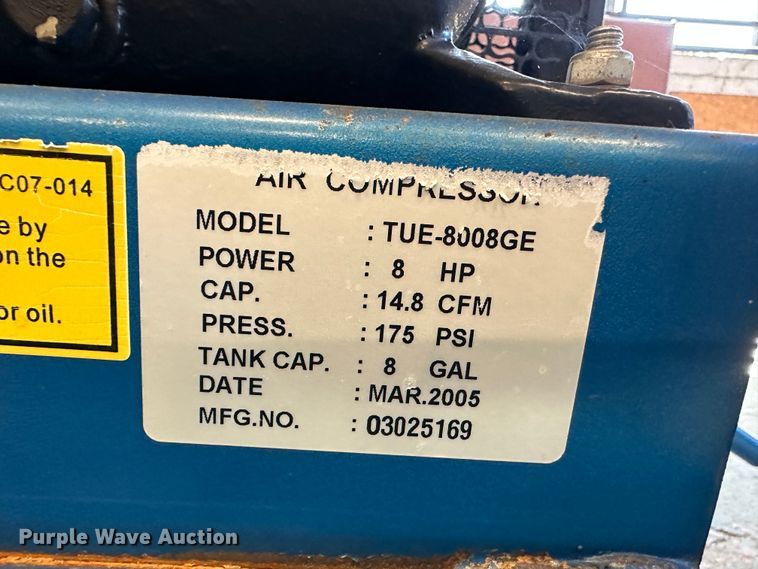 C07-014
e by
on the
or oil.
AIR COMPRESSOR
MODEL : TUE-8008GE
POWER : 8 HP
CAP. : 14.8 CFM
PRESS. : 175 PSI
TANK CAP. : 8 GAL
DATE : MAR.2005
MFG.NO. : 03025169
Purple Wave Auction